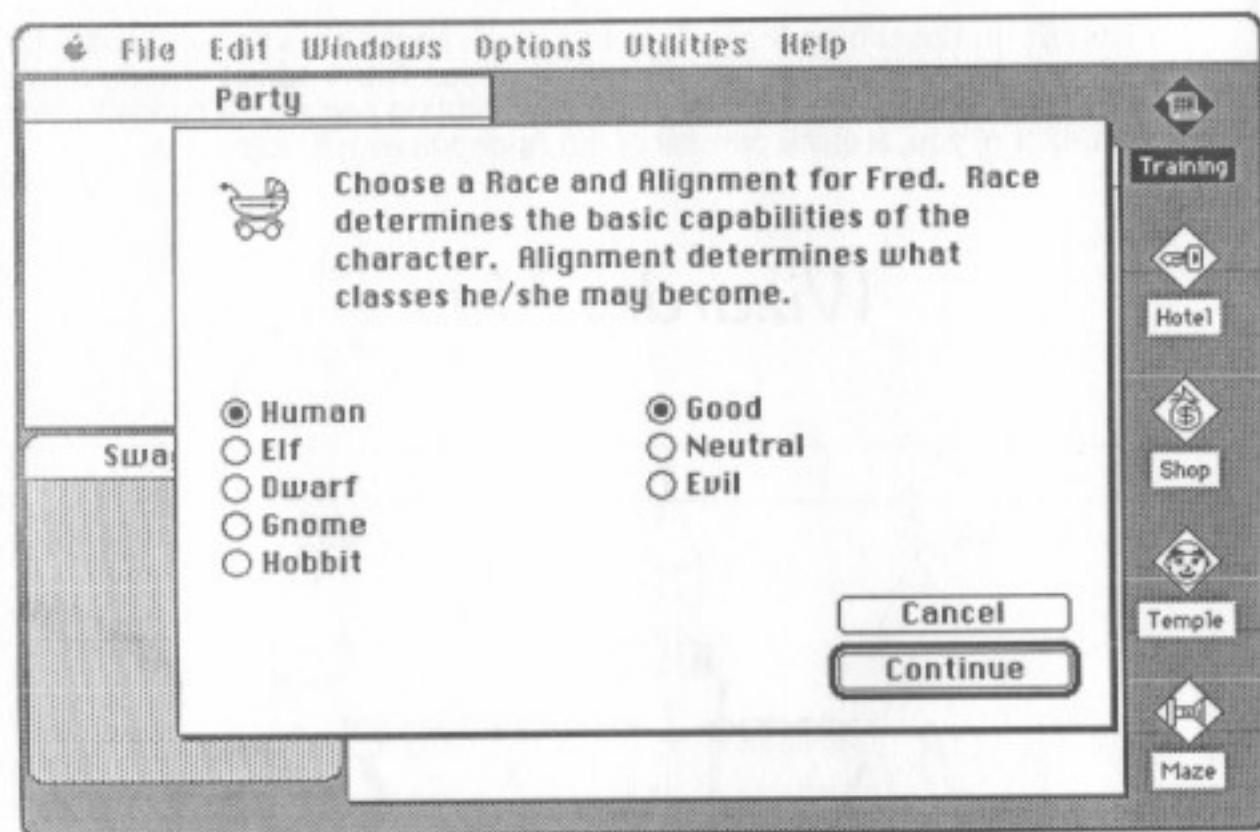 File Edit Windows Options Utilities Help
Party
Choose a Race and Alignment for Fred. Race
determines the basic capabilities of the
character. Alignment determines what
classes he/she may become.
Human
Elf
Dwarf
Gnome
Hobbit
Good
Neutral
Evil
Cancel
Continue
Swa
Training
Hotel
Shop
Temple
Maze